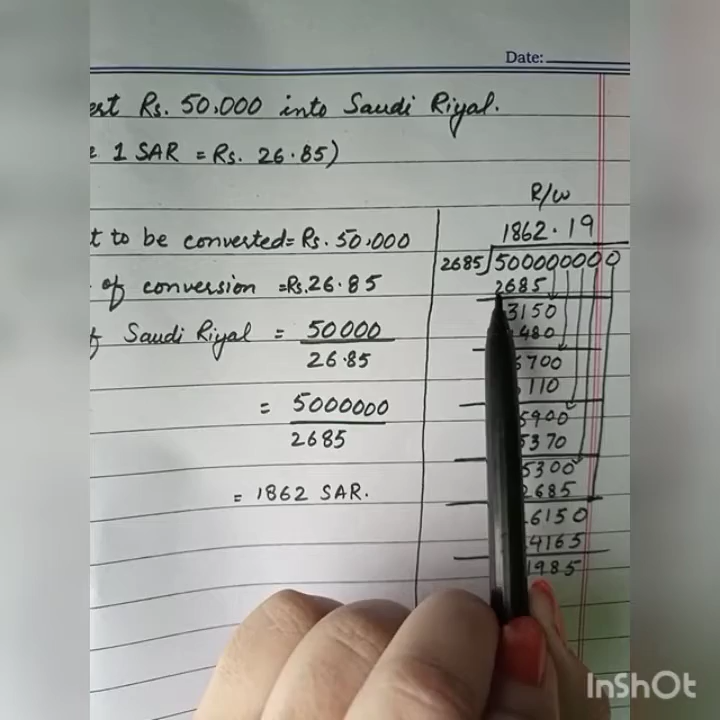 Date:
Rs. 50,000 into Saudi Riyal.
1 SAR = Rs. 26.85)
t to be converted = Rs. 50,000
of conversion = Rs. 26.85
Saudi Riyal = 50000
26.85
= 5000000
2685
= 1862 SAR.
R/w
1862.19
2685 500000000
2685
3150
480
6700
110
5900
5370
5300
2685
6150
4165
1985
InShOt